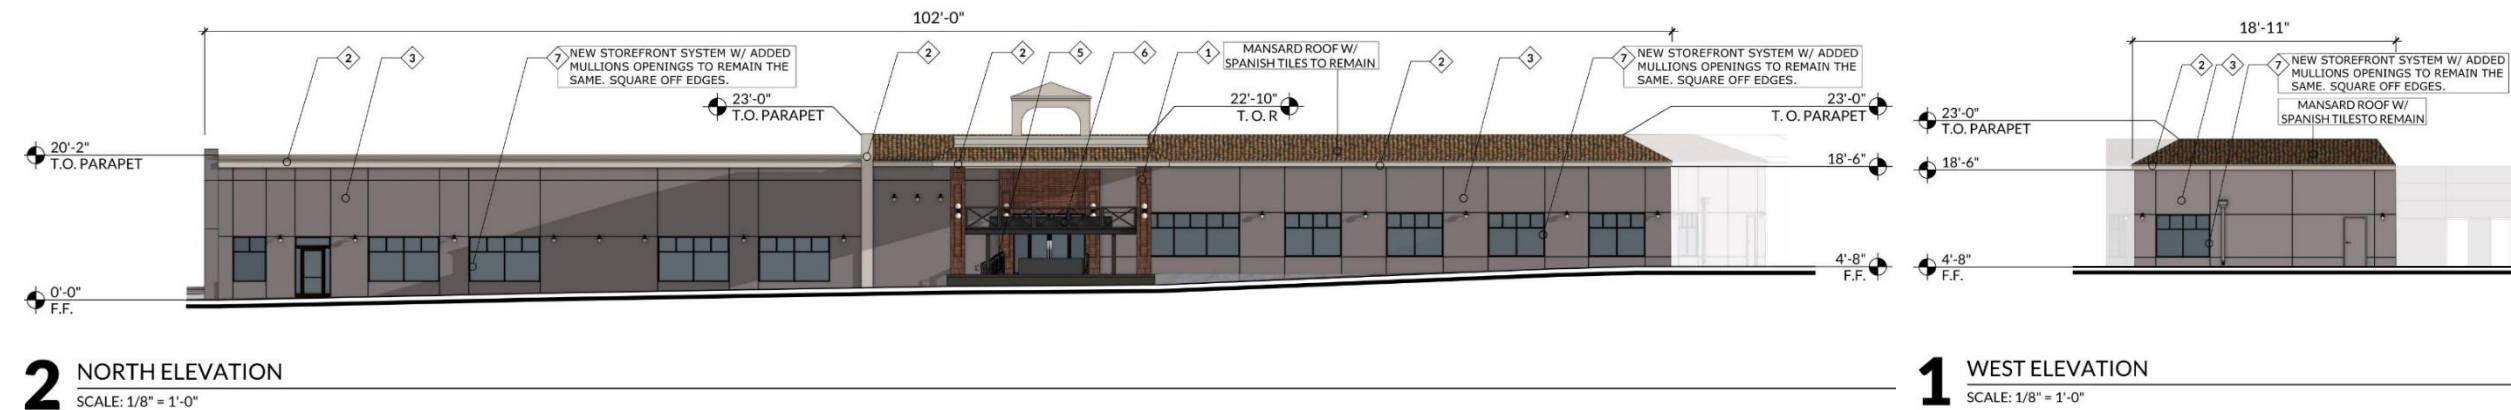 102'-0"
2
3
7
NEW STOREFRONT SYSTEM W/ ADDED
MULLIONS OPENINGS TO REMAIN THE
SAME. SQUARE OFF EDGES.
2
2
5
6
1
MANSARD ROOF W/
SPANISH TILES TO REMAIN
2
3
7
NEW STOREFRONT SYSTEM W/ ADDED
MULLIONS OPENINGS TO REMAIN THE
SAME. SQUARE OFF EDGES.
23'-0"
T.O. PARAPET
22'-10"
T. O. R
23'-0"
T. O. PARAPET
20'-2"
T.O. PARAPET
18'-6"
4'-8"
F.F.
0'-0"
F.F.
2
NORTH ELEVATION
SCALE: 1/8" = 1'-0"
18'-11"
2
3
7
NEW STOREFRONT SYSTEM W/ ADDED
MULLIONS OPENINGS TO REMAIN THE
SAME. SQUARE OFF EDGES.
MANSARD ROOF W/
SPANISH TILESTO REMAIN
23'-0"
T.O. PARAPET
18'-6"
4'-8"
F.F.
1
WEST ELEVATION
SCALE: 1/8" = 1'-0"